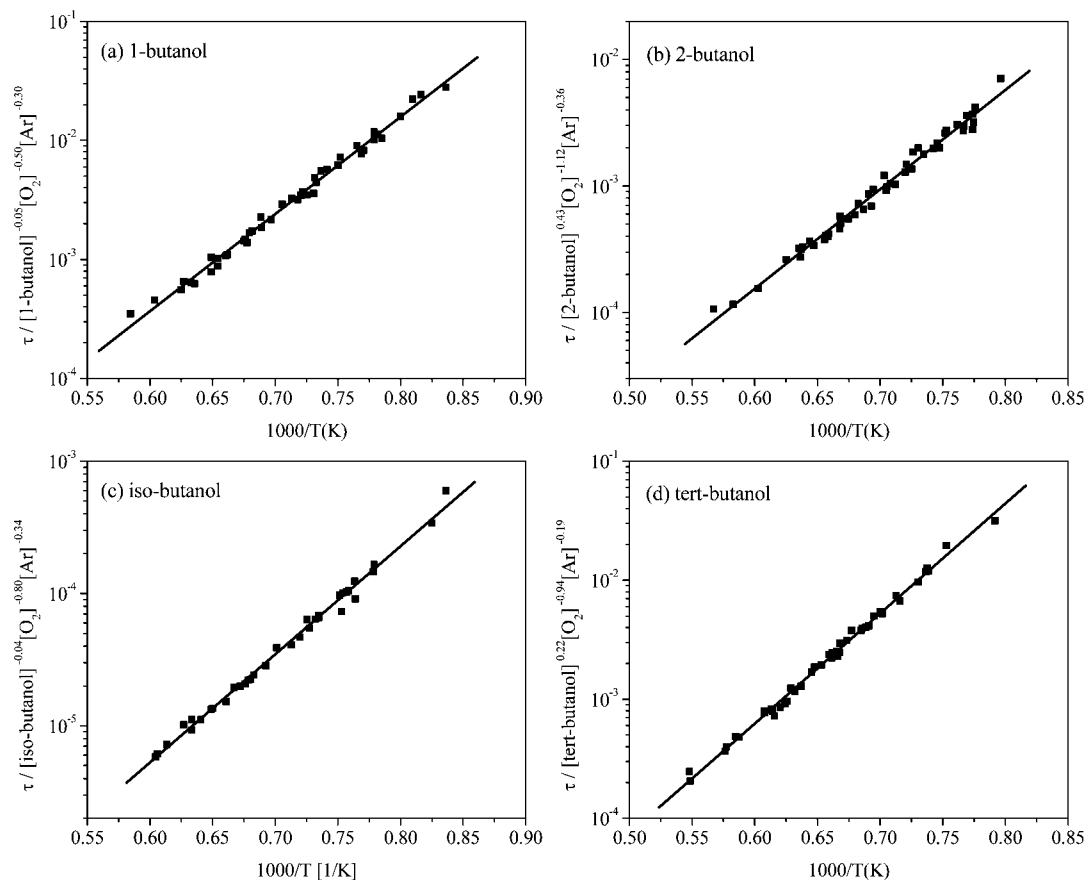 (a) 1-butanol
τ / [1-butanol]^-0.05[O₂]^-0.50[Ar]^-0.30
10^-1
10^-2
10^-3
10^-4
0.55 0.60 0.65 0.70 0.75 0.80 0.85 0.90
1000/T(K)
(b) 2-butanol
τ / [2-butanol]^0.43[O₂]^-1.12[Ar]^-0.36
10^-2
10^-3
10^-4
0.50 0.55 0.60 0.65 0.70 0.75 0.80 0.85
1000/T(K)
(c) iso-butanol
τ / [iso-butanol]^-0.04[O₂]^-0.80[Ar]^-0.34
10^-3
10^-4
10^-5
0.55 0.60 0.65 0.70 0.75 0.80 0.85 0.90
1000/T [1/K]
(d) tert-butanol
τ / [tert-butanol]^0.22[O₂]^-0.94[Ar]^-0.19
10^-1
10^-2
10^-3
10^-4
0.50 0.55 0.60 0.65 0.70 0.75 0.80 0.85
1000/T(K)